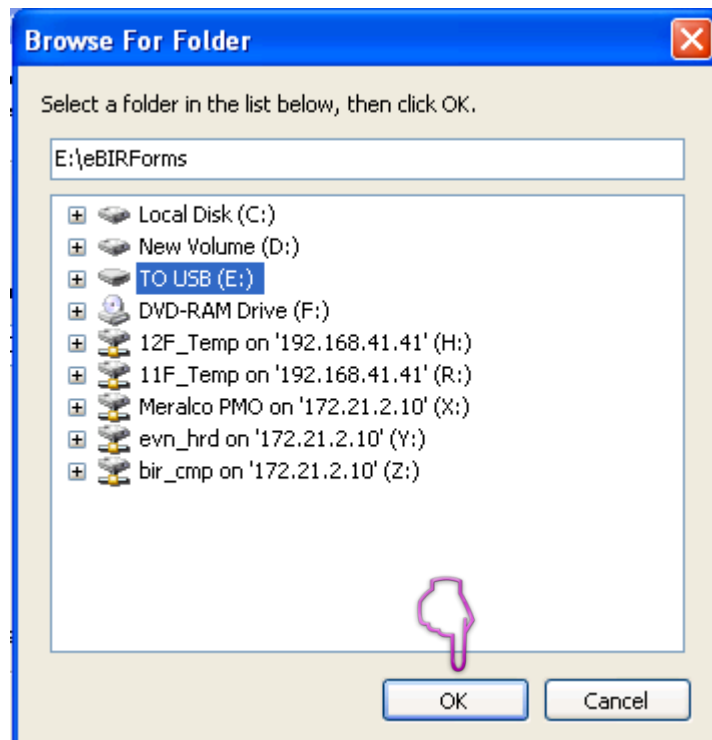 Browse For Folder
Select a folder in the list below, then click OK.
E:\eBIRForms
Local Disk (C:)
New Volume (D:)
TO USB (E:)
DVD-RAM Drive (F:)
12F_Temp on '192.168.41.41' (H:)
11F_Temp on '192.168.41.41' (R:)
Meralco PMO on '172.21.2.10' (X:)
evn_hrd on '172.21.2.10' (Y:)
bir_cmp on '172.21.2.10' (Z:)
OK Cancel